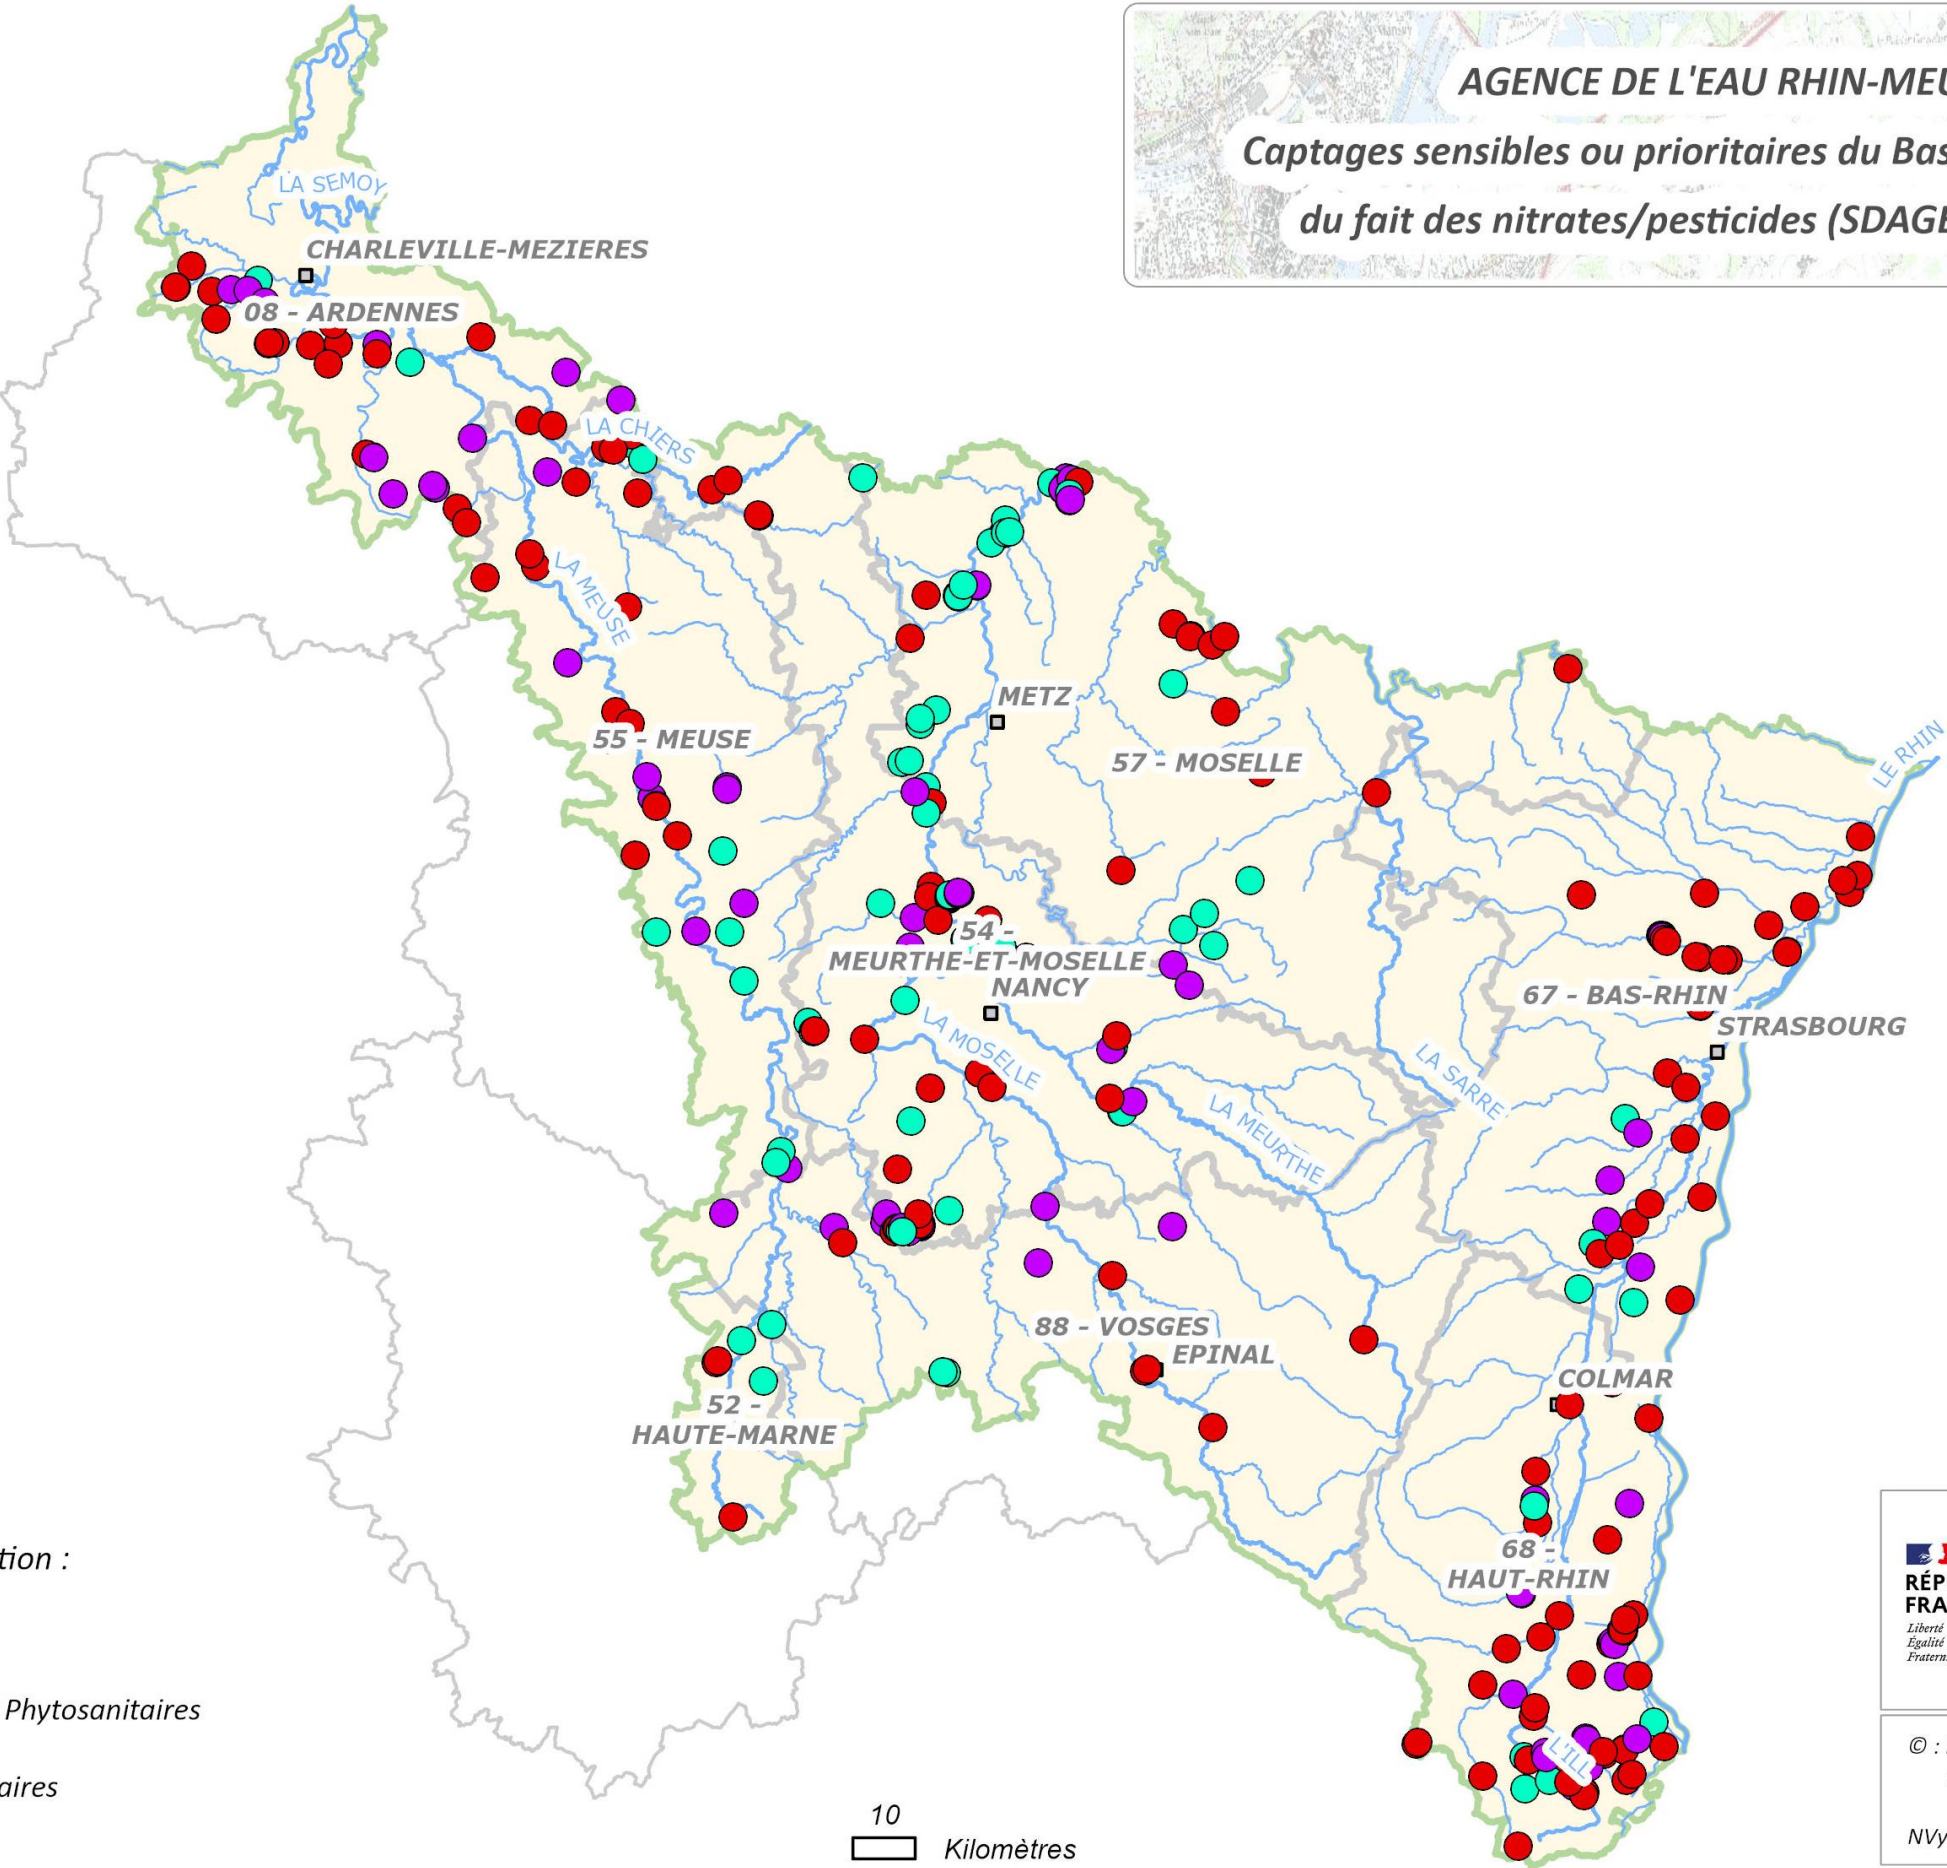 AGENCE DE L'EAU RHIN-MEU
Captages sensibles ou prioritaires du Bas
du fait des nitrates/pesticides (SDAGE
LA SEMOY
CHARLEVILLE-MEZIERES
08 - ARDENNES
LA CHIERS
LA MEUSE
METZ
55 - MEUSE
57 - MOSELLE
LE RHIN
54 -
MEURTHE-ET-MOSELLE
NANCY
67 - BAS-RHIN
STRASBOURG
LA MOSELLE
LA SARRE
LA MEURTHE
88 - VOSGES
EPINAL
COLMAR
52 -
HAUTE-MARNE
68 -
HAUT-RHIN
L'ILL
tion :
Phytosanitaires
aires
10
Kilomètres
RÉP
FRA
Liberté
Égalité
Fratern
© :
NVy